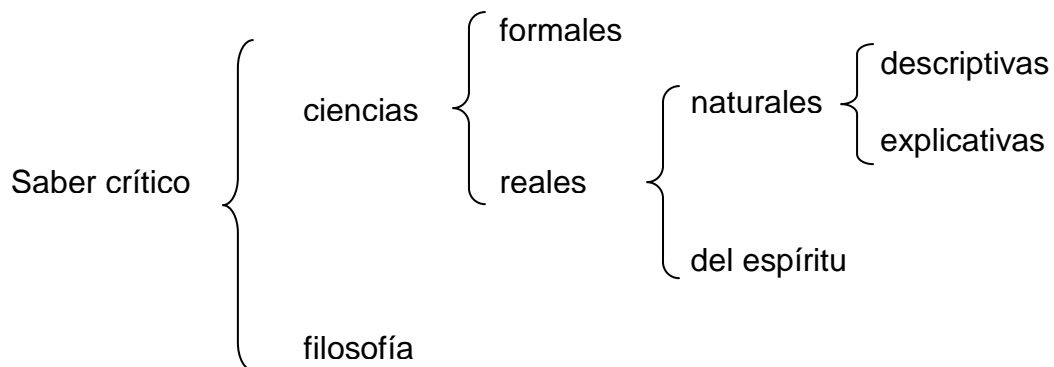 formales
descriptivas
naturales
ciencias
explicativas
Saber crítico
reales
del espíritu
filosofía